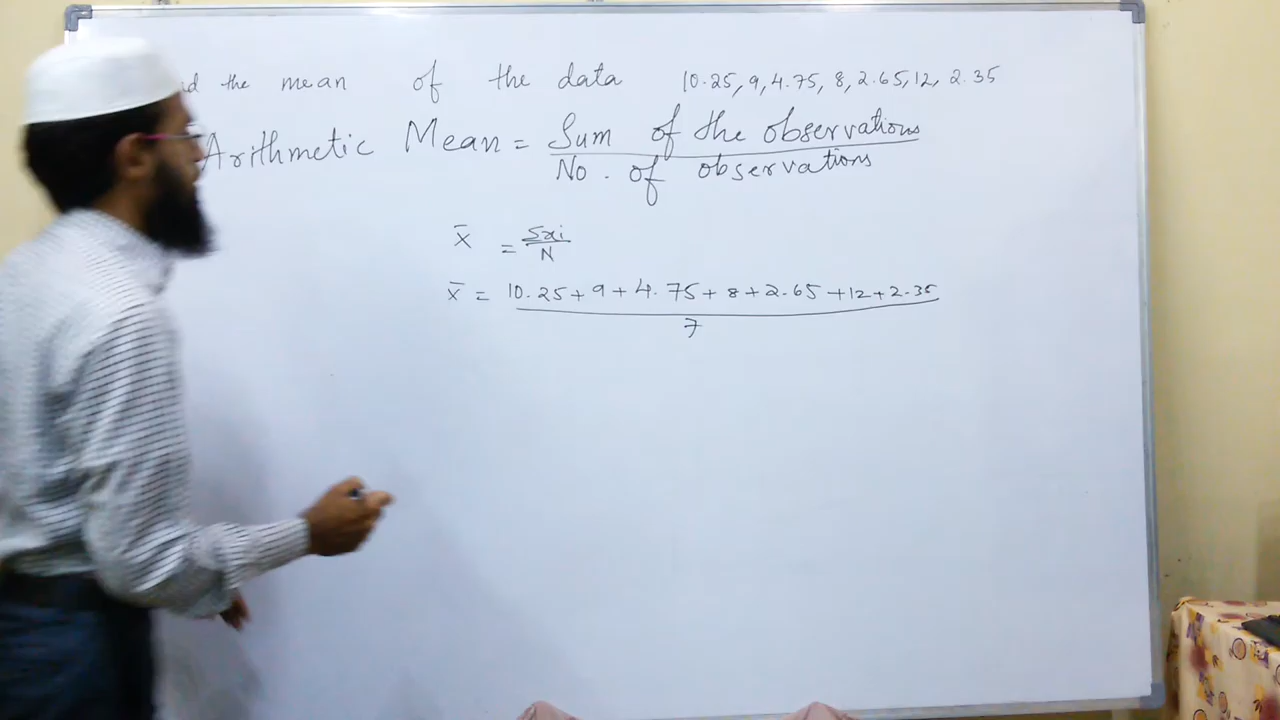 the mean of the data 10.25, 9, 4.75, 8, 2.65, 12, 2.35
Arithmetic Mean = Sum of the observations
No. of observations
x̄ = Σxi
N
x̄ = 10.25 + 9 + 4.75 + 8 + 2.65 + 12 + 2.35
7